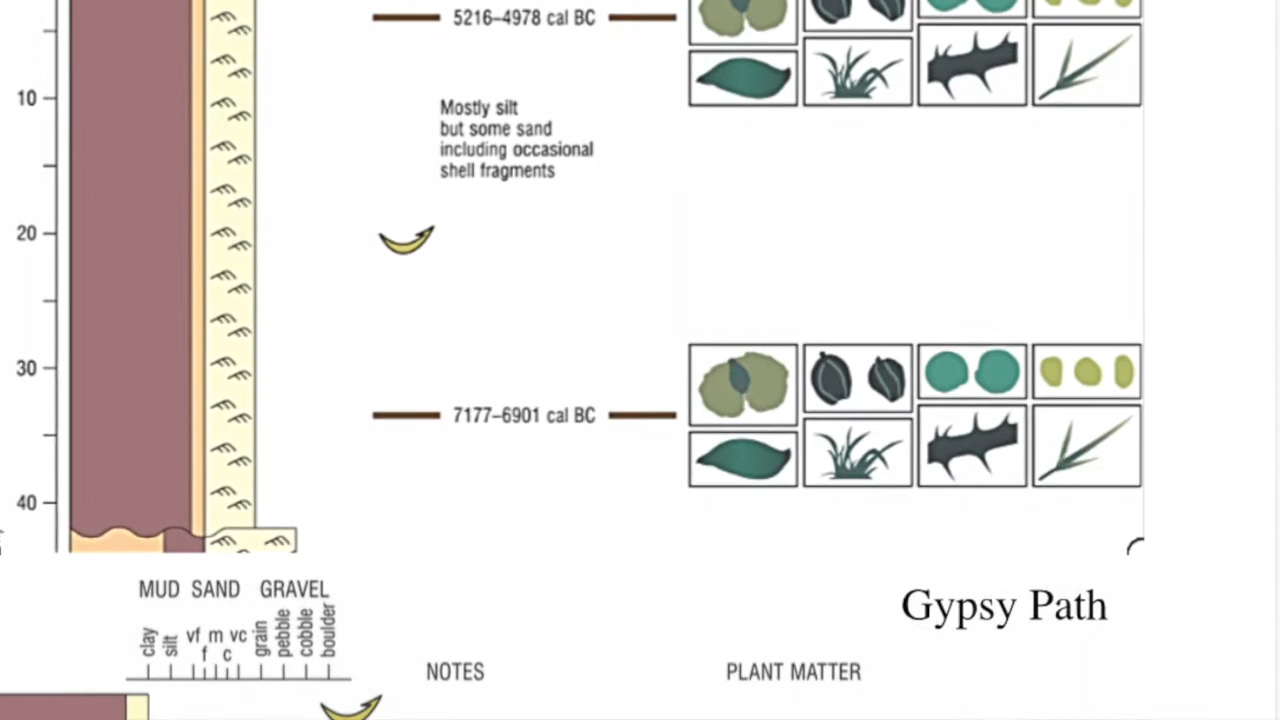 5216–4978 cal BC
10
Mostly silt
but some sand
including occasional
shell fragments
20
30
7177–6901 cal BC
40
MUD SAND GRAVEL
Gypsy Path
clay silt vf f m c vc grain pebble cobble boulder
NOTES
PLANT MATTER